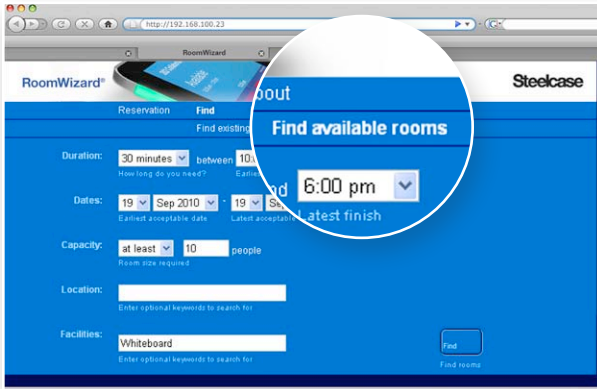 http://192.168.100.23
RoomWizard
RoomWizard®
Steelcase
Reservation Find bout
Find existing Find available rooms
Duration: 30 minutes between 10: nd 6:00 pm
How long do you need? Earlies Latest finish
Dates: 19 Sep 2010 - 19 Se
Earliest acceptable date Latest acceptable
Capacity: at least 10 people
Room size required
Location:
Enter optional keywords to search for
Facilities: Whiteboard
Enter optional keywords to search for
Find
Find rooms